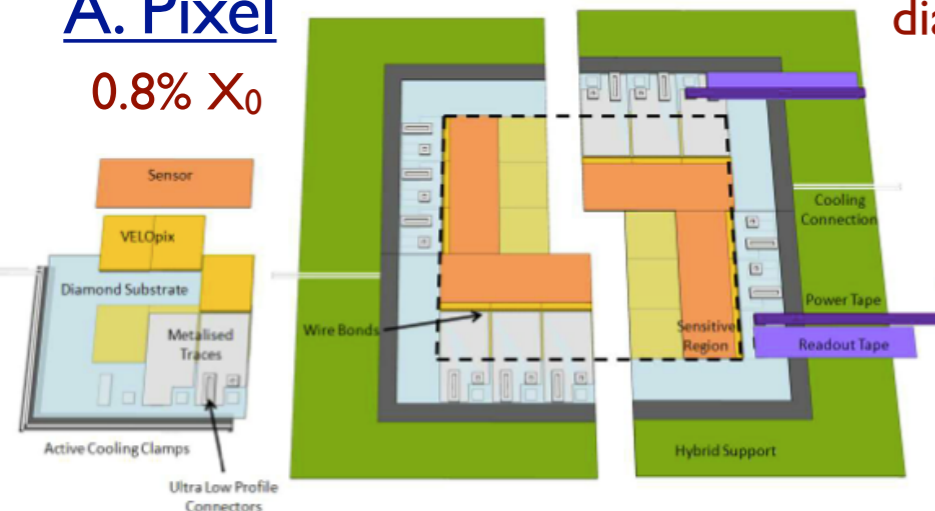 A. Pixel
0.8% X₀
dia
Sensor
VELOpix
Diamond Substrate
Metalised
Traces
Active Cooling Clamps
Ultra Low Profile
Connectors
Wire Bonds
Sensitive
Region
Cooling
Connection
Power Tape
Readout Tape
Hybrid Support